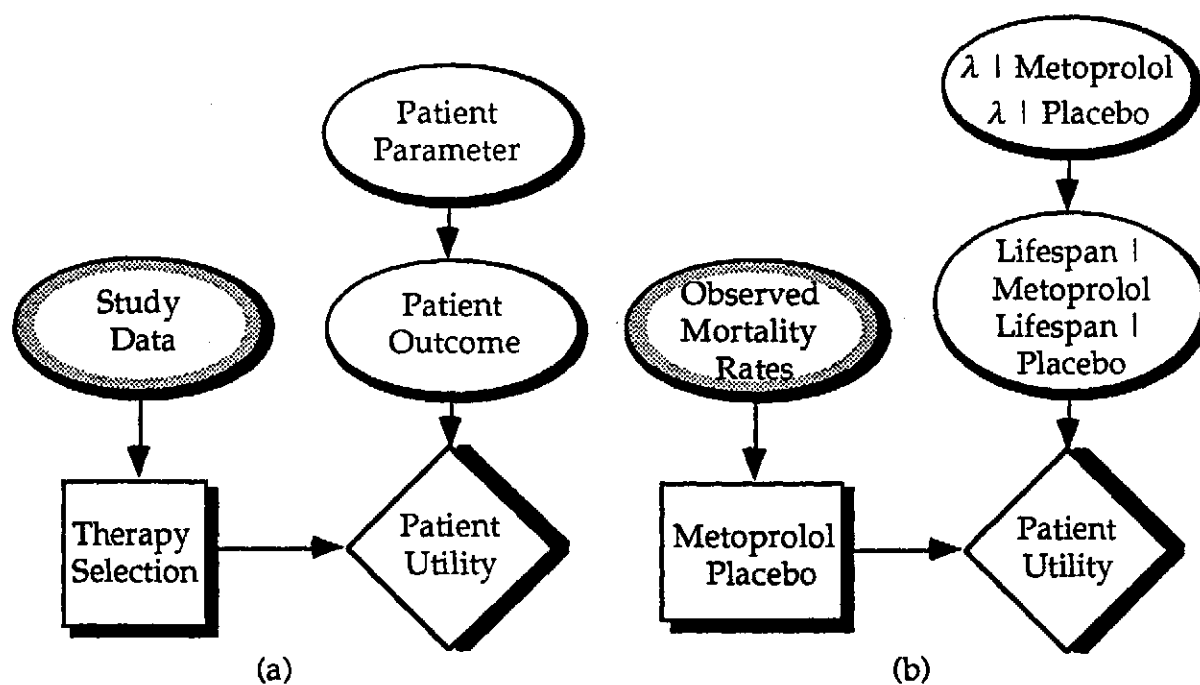 Patient
Parameter
Study
Data
Patient
Outcome
Therapy
Selection
Patient
Utility
(a)
λ | Metoprolol
λ | Placebo
Observed
Mortality
Rates
Lifespan |
Metoprolol
Lifespan |
Placebo
Metoprolol
Placebo
Patient
Utility
(b)